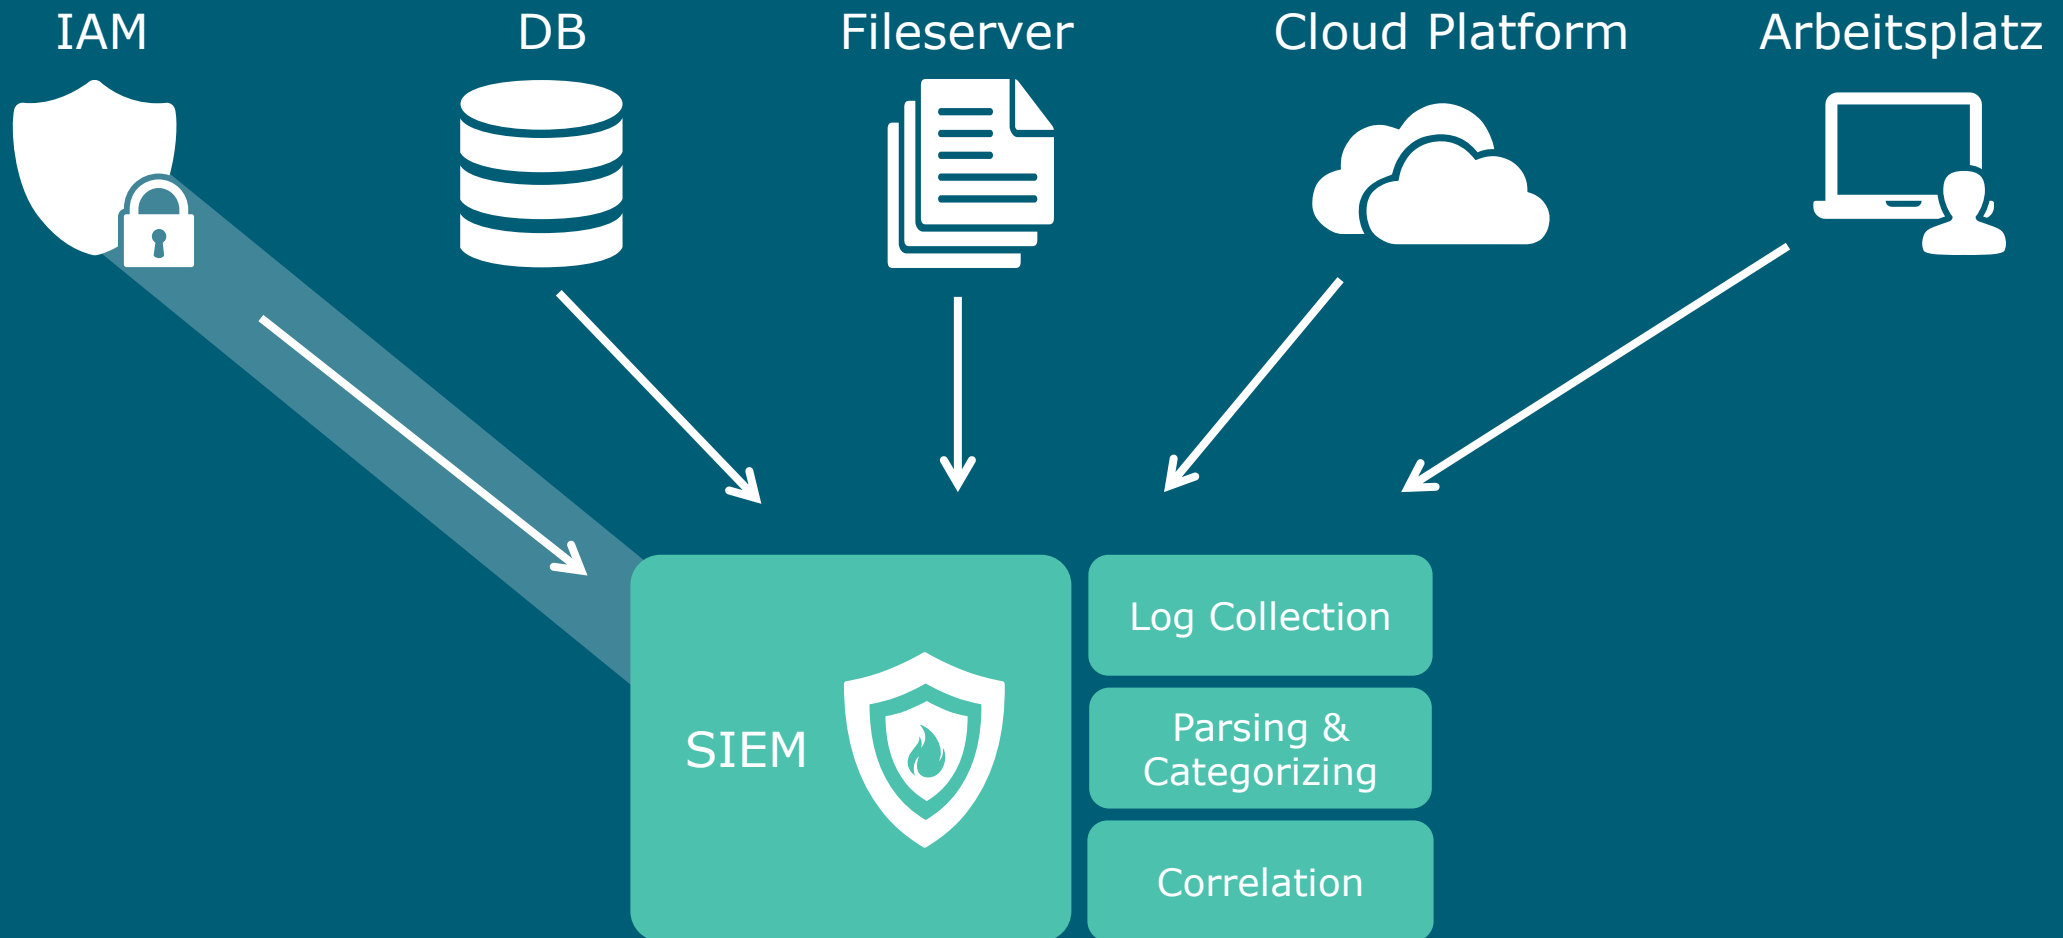 IAM
DB
Fileserver
Cloud Platform
Arbeitsplatz
SIEM
Log Collection
Parsing &
Categorizing
Correlation